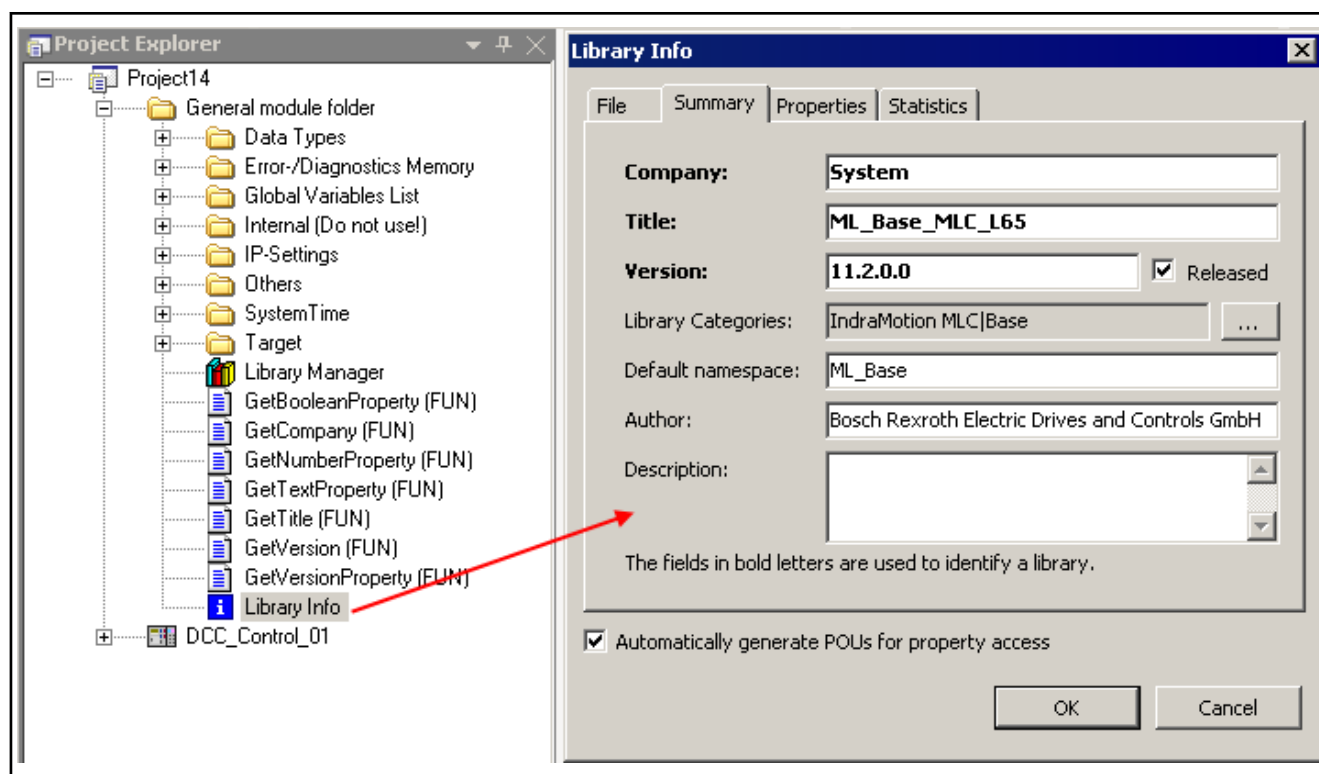 Project Explorer
Project14
General module folder
Data Types
Error-/Diagnostics Memory
Global Variables List
Internal (Do not use!)
IP-Settings
Others
SystemTime
Target
Library Manager
GetBooleanProperty (FUN)
GetCompany (FUN)
GetNumberProperty (FUN)
GetTextProperty (FUN)
GetTitle (FUN)
GetVersion (FUN)
GetVersionProperty (FUN)
Library Info
DCC_Control_01
Library Info
File Summary Properties Statistics
Company: System
Title: ML_Base_MLC_L65
Version: 11.2.0.0 Released
Library Categories: IndraMotion MLC|Base ...
Default namespace: ML_Base
Author: Bosch Rexroth Electric Drives and Controls GmbH
Description:
The fields in bold letters are used to identify a library.
Automatically generate POUs for property access
OK Cancel